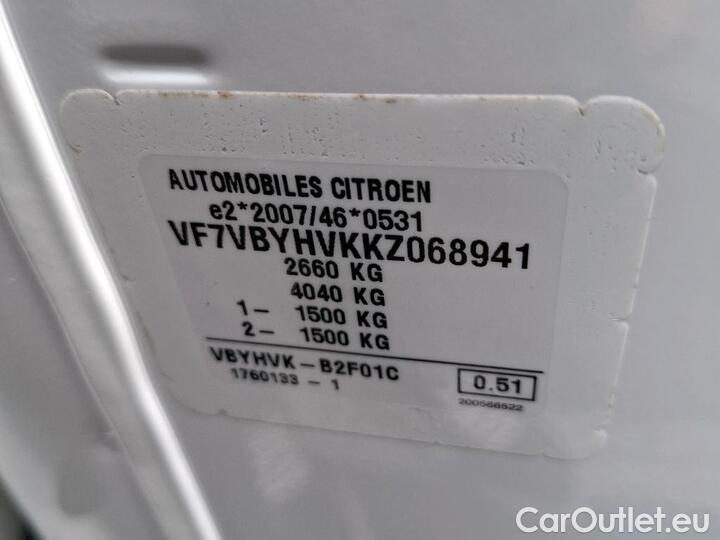 AUTOMOBILES CITROEN
e2*2007/46*0531
VF7VBYHVKKZ068941
2660 KG
4040 KG
1- 1500 KG
2- 1500 KG
VBYHVK-B2F01C
1760133 - 1
0.51
200566522
CarOutlet.eu